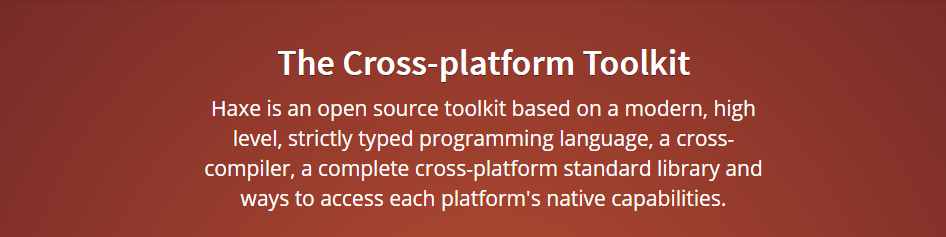 The Cross-platform Toolkit
Haxe is an open source toolkit based on a modern, high
level, strictly typed programming language, a cross-
compiler, a complete cross-platform standard library and
ways to access each platform's native capabilities.